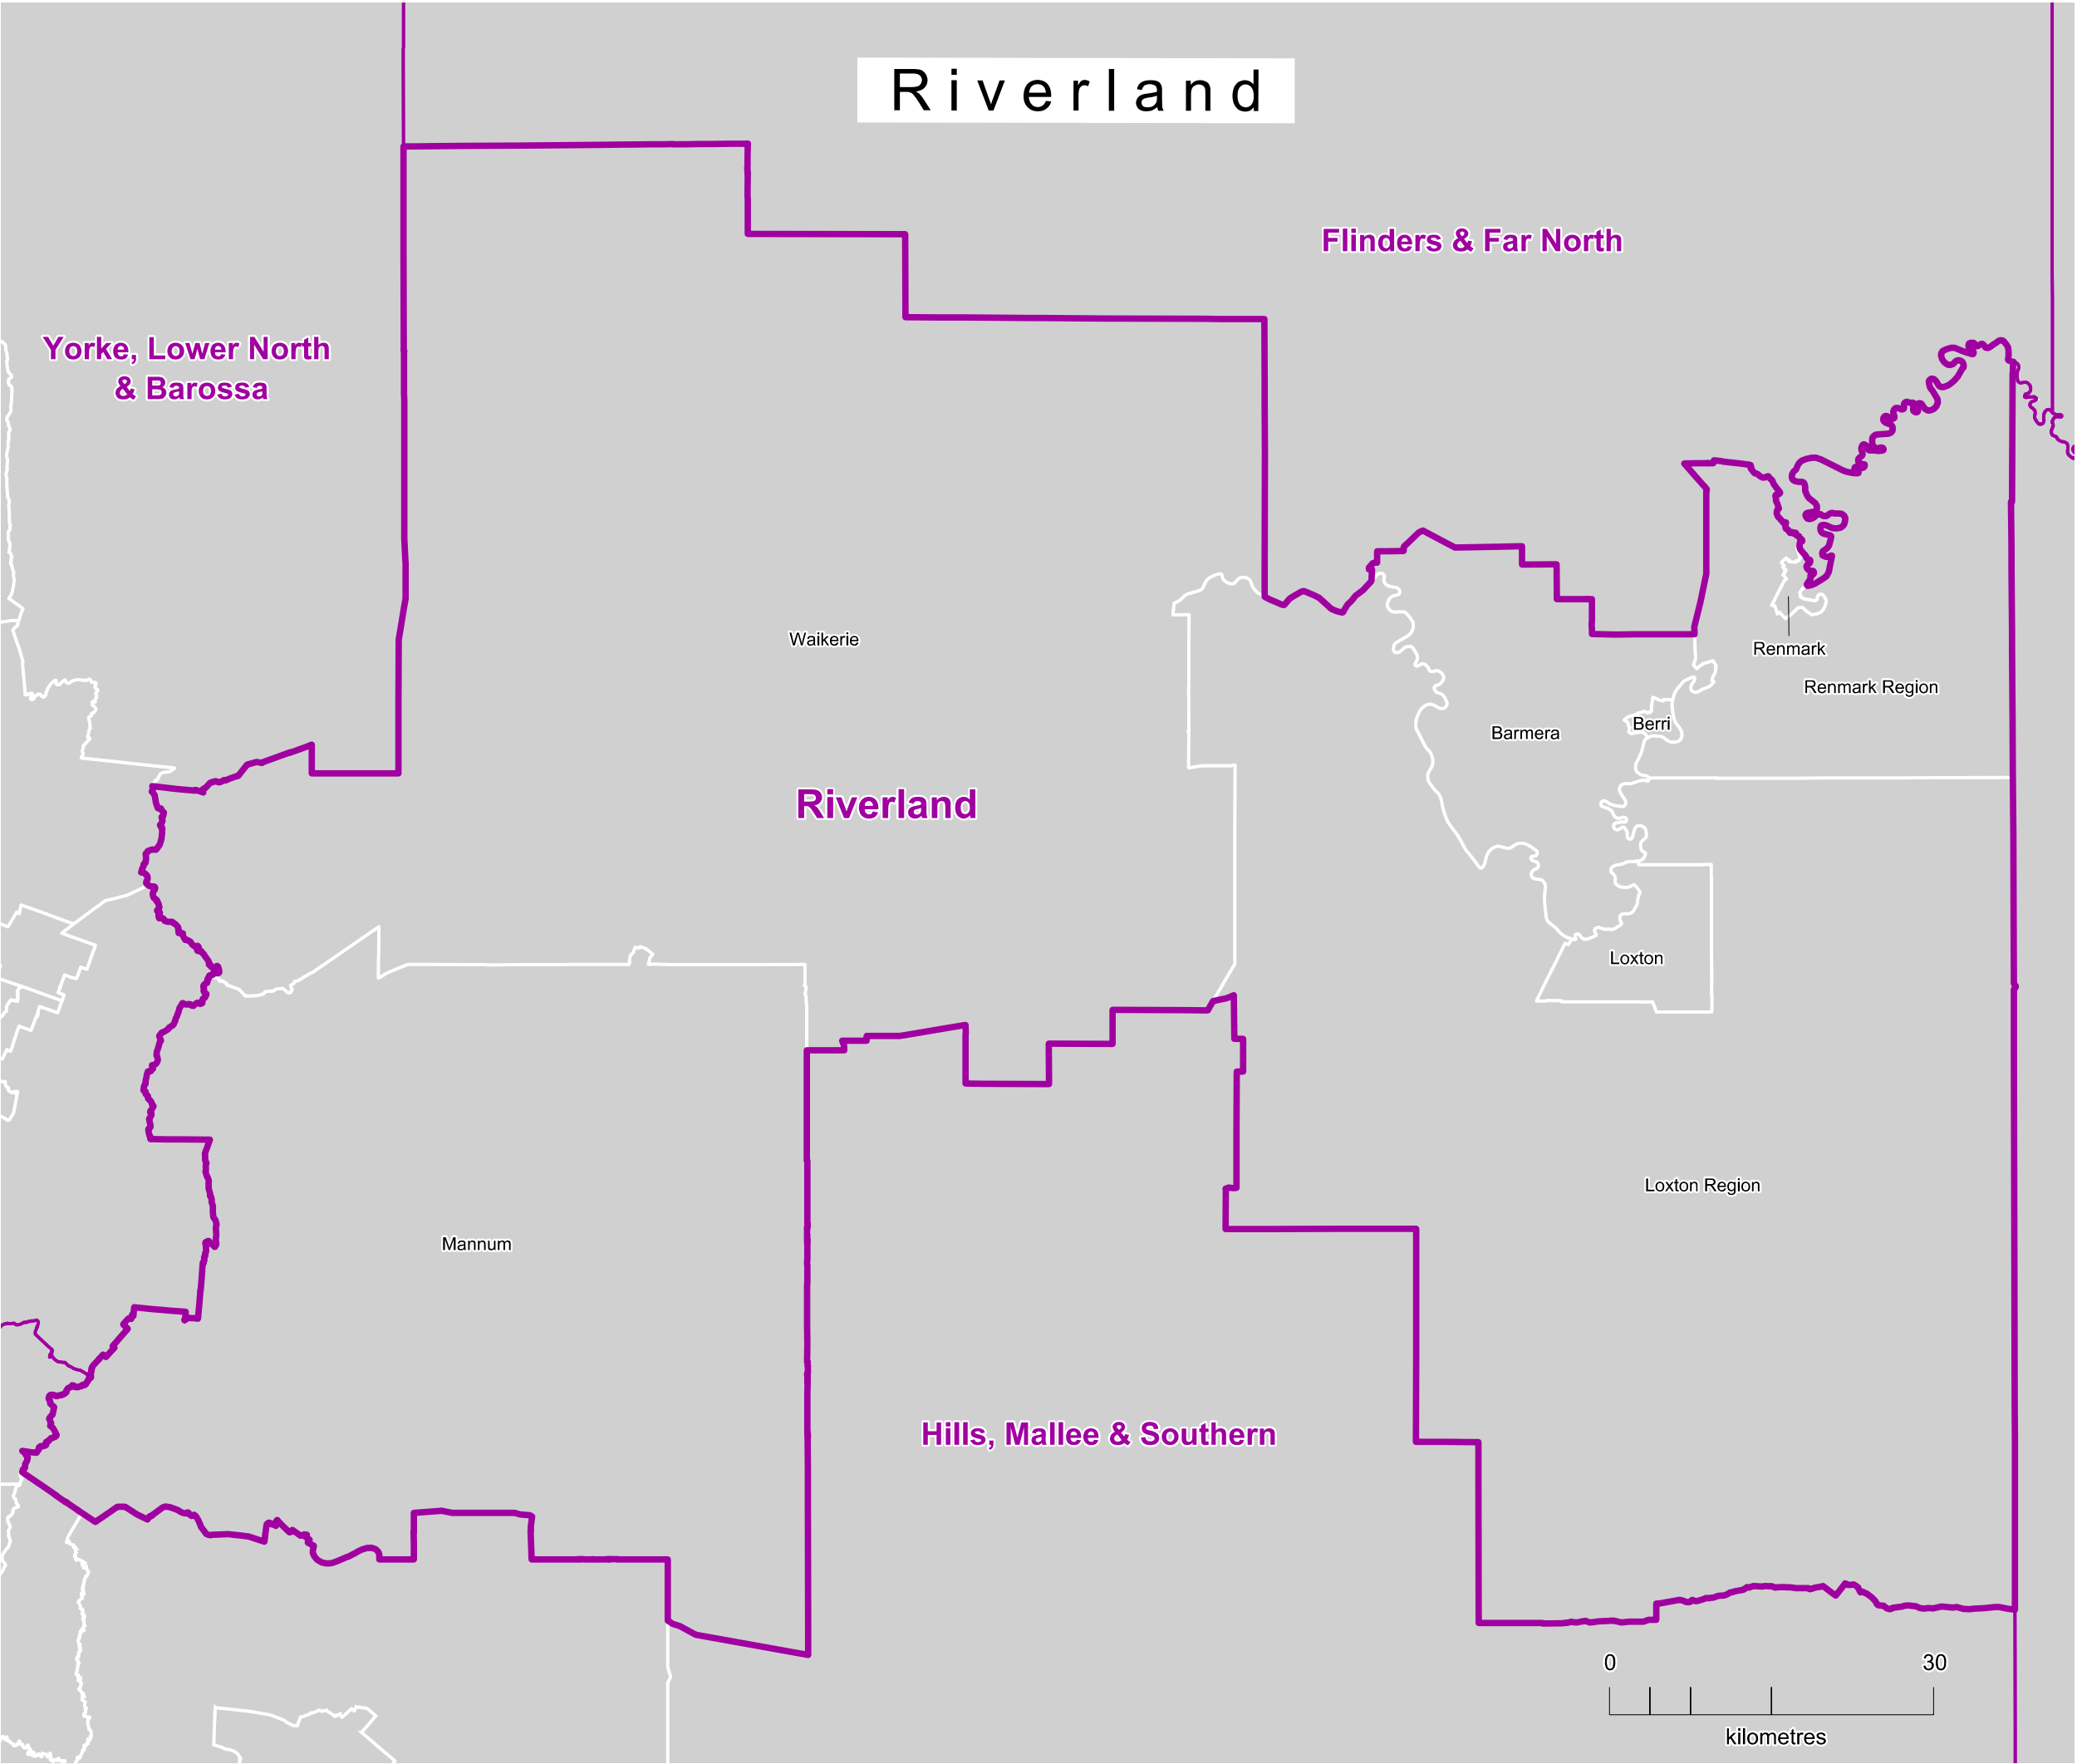 Riverland
Flinders & Far North
Yorke, Lower North
& Barossa
Waikerie
Renmark
Renmark Region
Berri
Barmera
Riverland
Loxton
Loxton Region
Mannum
Hills, Mallee & Southern
0 30
kilometres